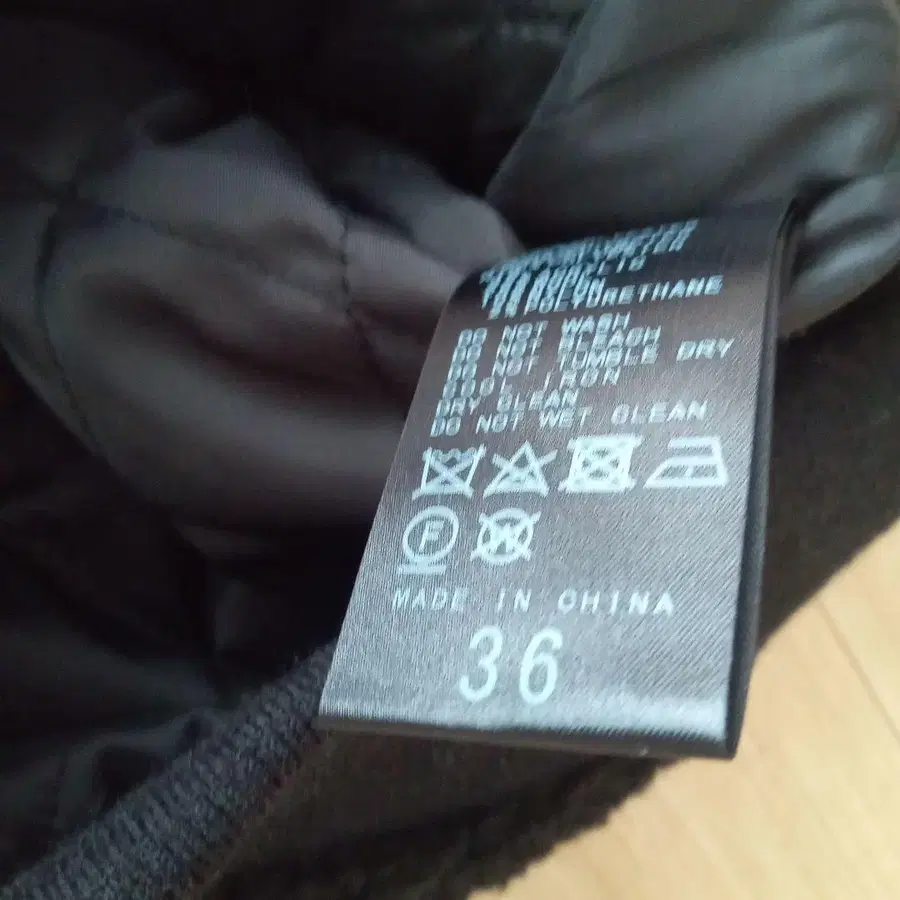 POLYURETHANE
DO NOT WASH
DO NOT BLEACH
DO NOT TUMBLE DRY
COOL IRON
DRY CLEAN
DO NOT WET CLEAN
F W
MADE IN CHINA
36